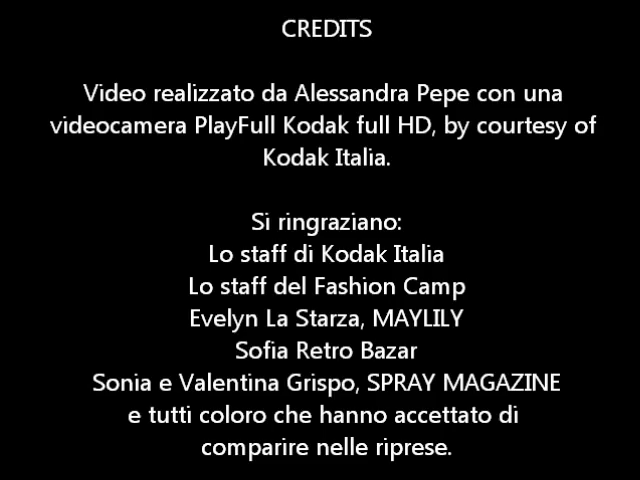 CREDITS
Video realizzato da Alessandra Pepe con una
videocamera PlayFull Kodak full HD, by courtesy of
Kodak Italia.
Si ringraziano:
Lo staff di Kodak Italia
Lo staff del Fashion Camp
Evelyn La Starza, MAYLILY
Sofia Retro Bazar
Sonia e Valentina Grispo, SPRAY MAGAZINE
e tutti coloro che hanno accettato di
comparire nelle riprese.